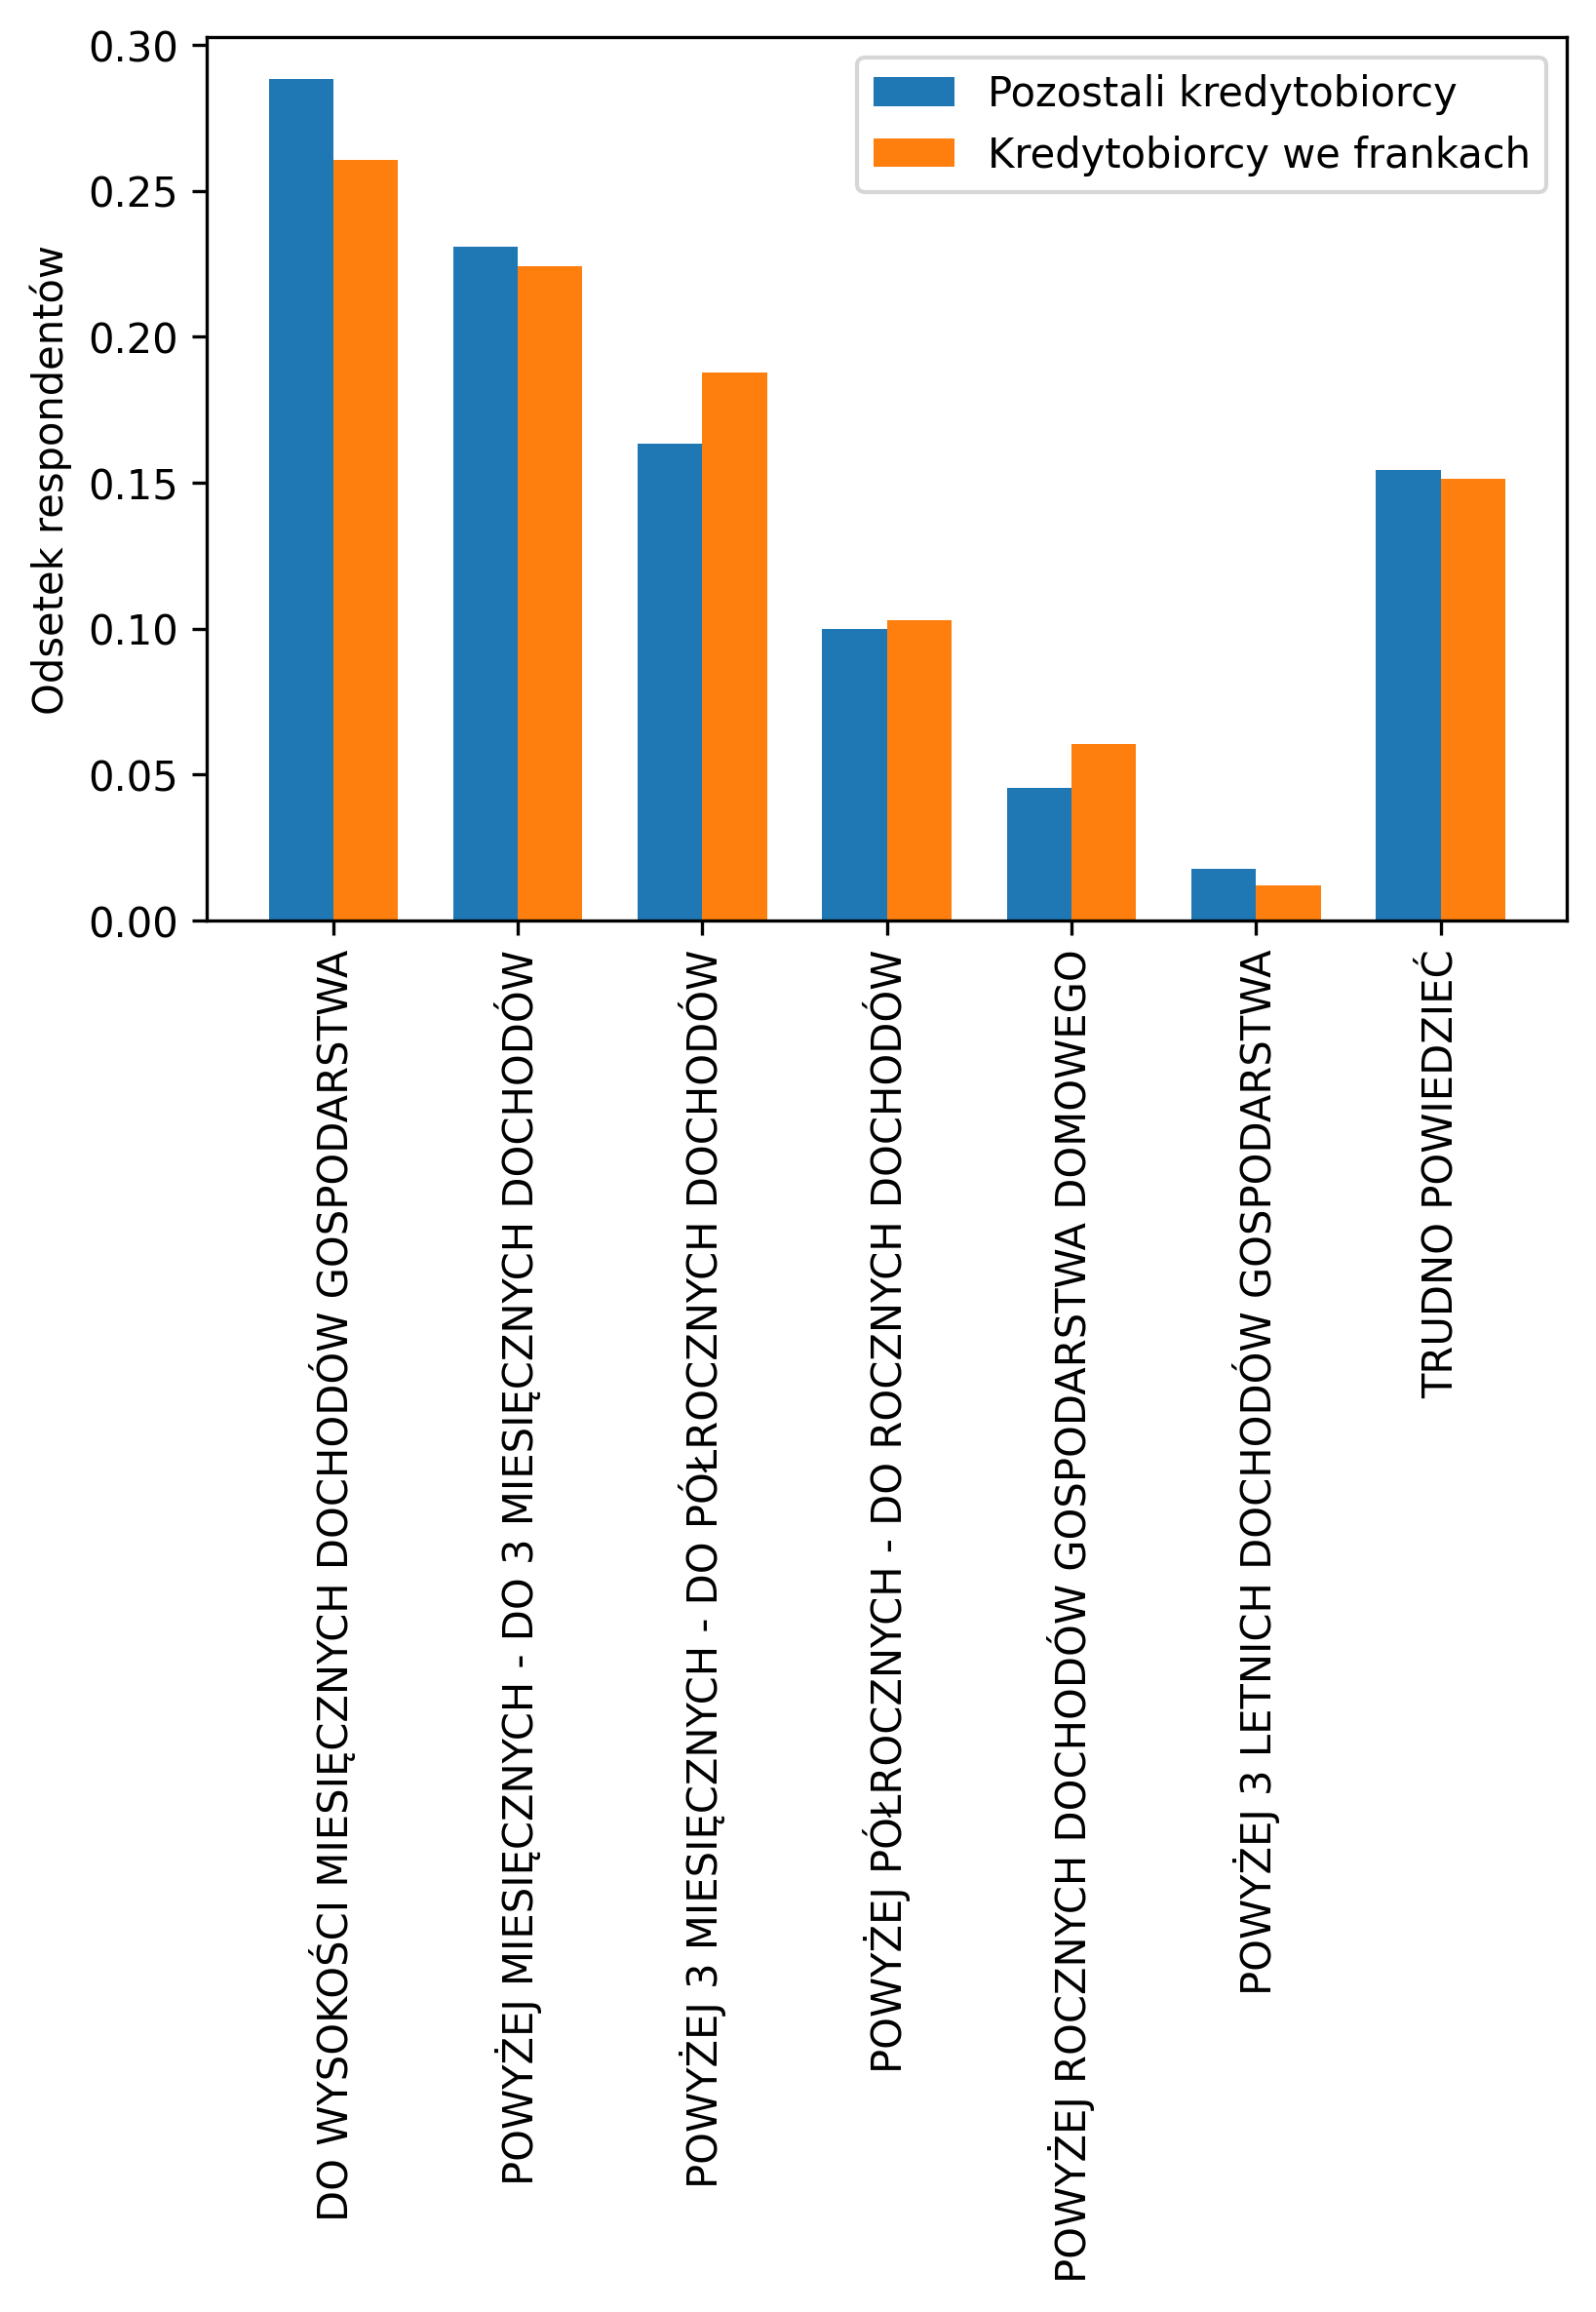 Pozostali kredytobiorcy
Kredytobiorcy we frankach
Odsetek respondentów
0.30
0.25
0.20
0.15
0.10
0.05
0.00
DO WYSOKOŚCI MIESIĘCZNYCH DOCHODÓW GOSPODARSTWA
POWYŻEJ MIESIĘCZNYCH - DO 3 MIESIĘCZNYCH DOCHODÓW
POWYŻEJ 3 MIESIĘCZNYCH - DO PÓŁROCZNYCH DOCHODÓW
POWYŻEJ PÓŁROCZNYCH - DO ROCZNYCH DOCHODÓW
POWYŻEJ ROCZNYCH DOCHODÓW GOSPODARSTWA DOMOWEGO
POWYŻEJ 3 LETNICH DOCHODÓW GOSPODARSTWA
TRUDNO POWIEDZIEĆ